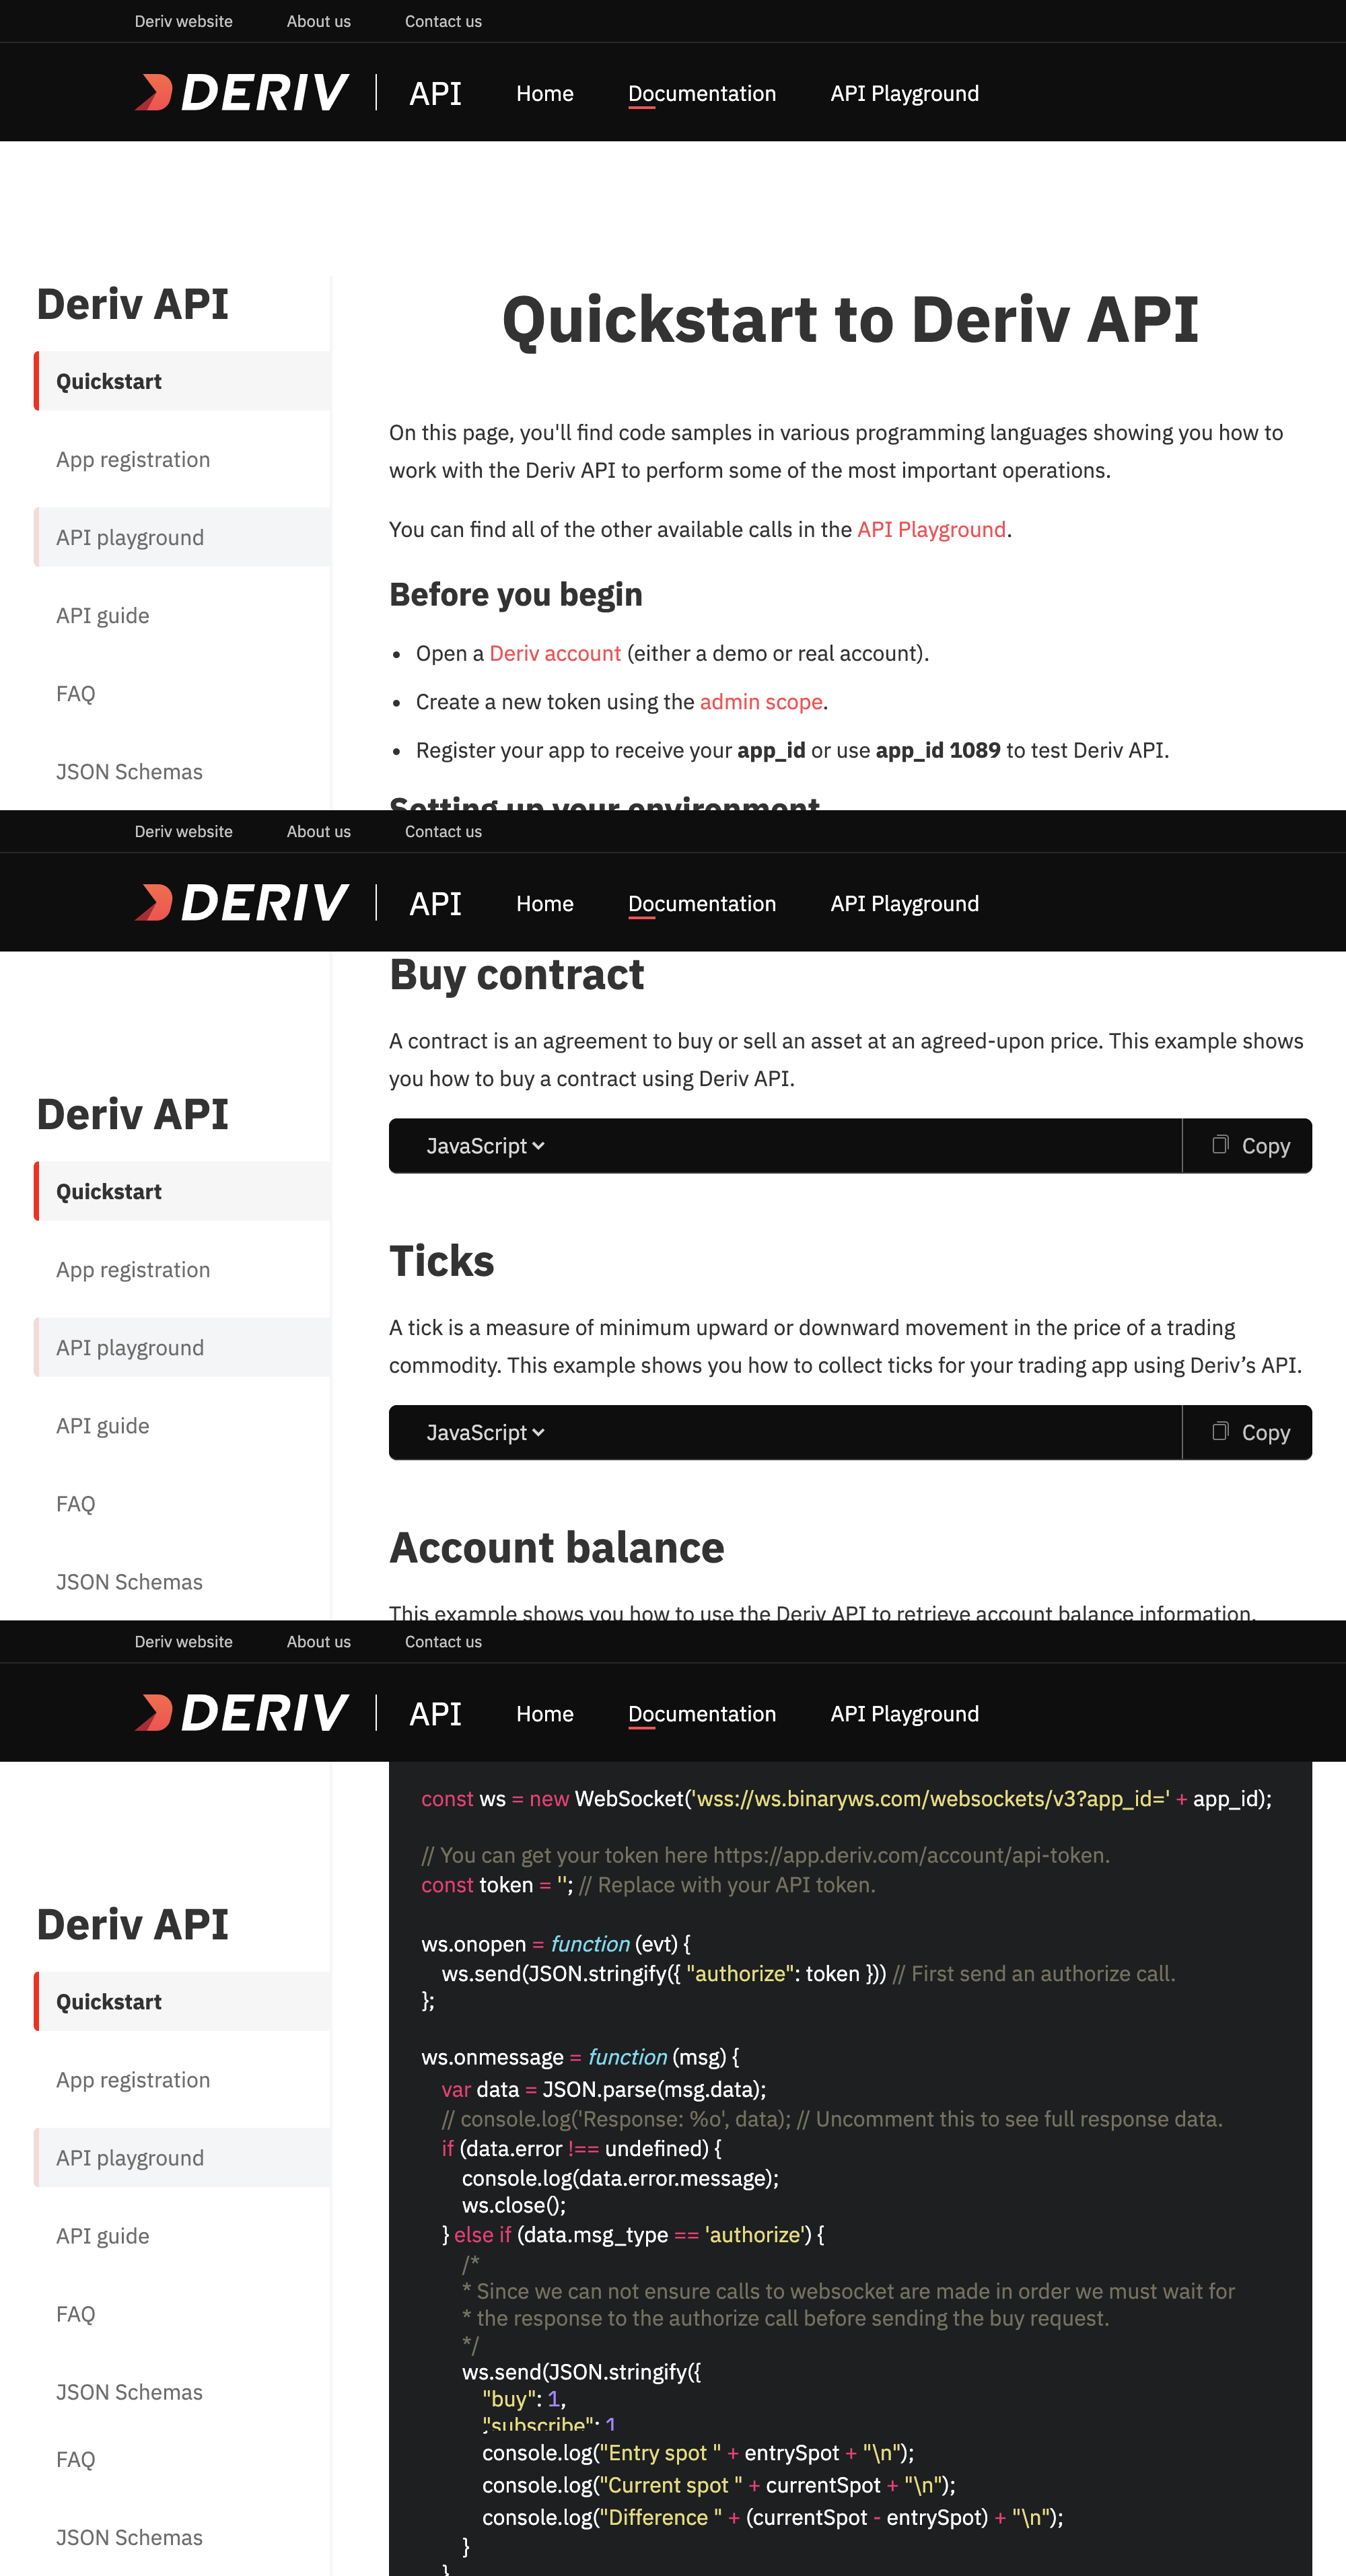 Deriv website About us Contact us
DERIV API Home Documentation API Playground
Deriv API
Quickstart
App registration
API playground
API guide
FAQ
JSON Schemas
Quickstart to Deriv API
On this page, you'll find code samples in various programming languages showing you how to
work with the Deriv API to perform some of the most important operations.
You can find all of the other available calls in the API Playground.
Before you begin
• Open a Deriv account (either a demo or real account).
• Create a new token using the admin scope.
• Register your app to receive your app_id or use app_id 1089 to test Deriv API.
Setting up your environment
Deriv website About us Contact us
DERIV API Home Documentation API Playground
Deriv API
Quickstart
App registration
API playground
API guide
FAQ
JSON Schemas
Buy contract
A contract is an agreement to buy or sell an asset at an agreed-upon price. This example shows
you how to buy a contract using Deriv API.
JavaScript Copy
Ticks
A tick is a measure of minimum upward or downward movement in the price of a trading
commodity. This example shows you how to collect ticks for your trading app using Deriv’s API.
JavaScript Copy
Account balance
This example shows you how to use the Deriv API to retrieve account balance information.
Deriv website About us Contact us
DERIV API Home Documentation API Playground
Deriv API
Quickstart
App registration
API playground
API guide
FAQ
JSON Schemas
FAQ
JSON Schemas
const ws = new WebSocket('wss://ws.binaryws.com/websockets/v3?app_id=' + app_id);
// You can get your token here https://app.deriv.com/account/api-token.
const token = ''; // Replace with your API token.
ws.onopen = function (evt) {
ws.send(JSON.stringify({ "authorize": token })) // First send an authorize call.
};
ws.onmessage = function (msg) {
var data = JSON.parse(msg.data);
// console.log('Response: %o', data); // Uncomment this to see full response data.
if (data.error !== undefined) {
console.log(data.error.message);
ws.close();
} else if (data.msg_type == 'authorize') {
/*
* Since we can not ensure calls to websocket are made in order we must wait for
* the response to the authorize call before sending the buy request.
*/
ws.send(JSON.stringify({
"buy": 1,
"subscribe": 1
console.log("Entry spot " + entrySpot + "\n");
console.log("Current spot " + currentSpot + "\n");
console.log("Difference " + (currentSpot - entrySpot) + "\n");
}
}